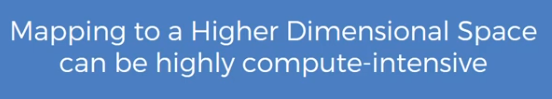 Mapping to a Higher Dimensional Space
can be highly compute-intensive